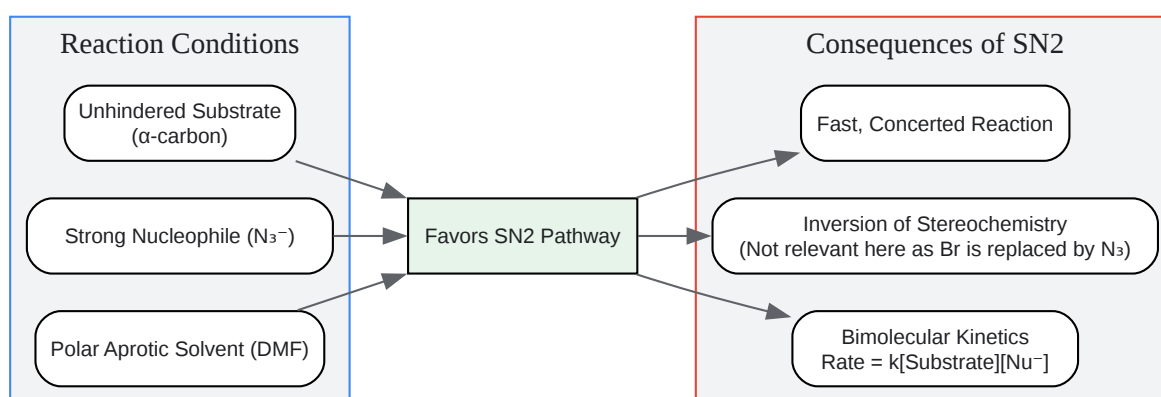 Reaction Conditions
Unhindered Substrate
(α-carbon)
Strong Nucleophile (N₃⁻)
Polar Aprotic Solvent (DMF)
Favors SN2 Pathway
Consequences of SN2
Fast, Concerted Reaction
Inversion of Stereochemistry
(Not relevant here as Br is replaced by N₃)
Bimolecular Kinetics
Rate = k[Substrate][Nu⁻]